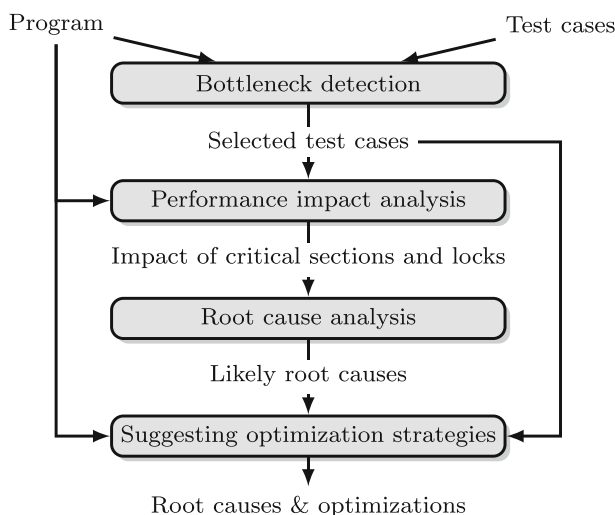 Program
Test cases
Bottleneck detection
Selected test cases
Performance impact analysis
Impact of critical sections and locks
Root cause analysis
Likely root causes
Suggesting optimization strategies
Root causes & optimizations